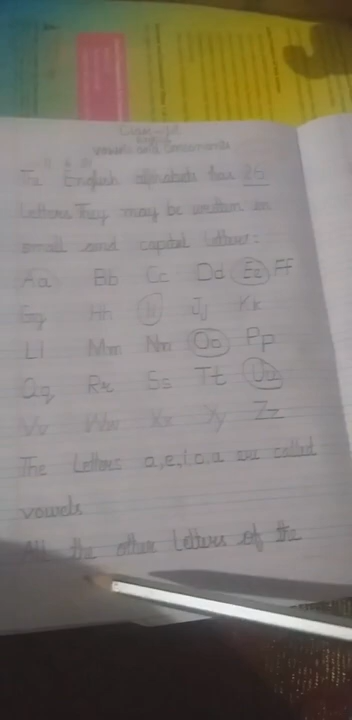 Vowels and Consonants
The English alphabets has 26
Letters They may be written in
small and capital letters:
Aa Bb Cc Dd Ee Ff
Gg Hh Ii Jj Kk
Ll Mm Nn Oo Pp
Qq Rr Ss Tt Uu
Vv Ww Xx Yy Zz
The Letters a,e,i,o,u are called
vowels
All the other letters of the